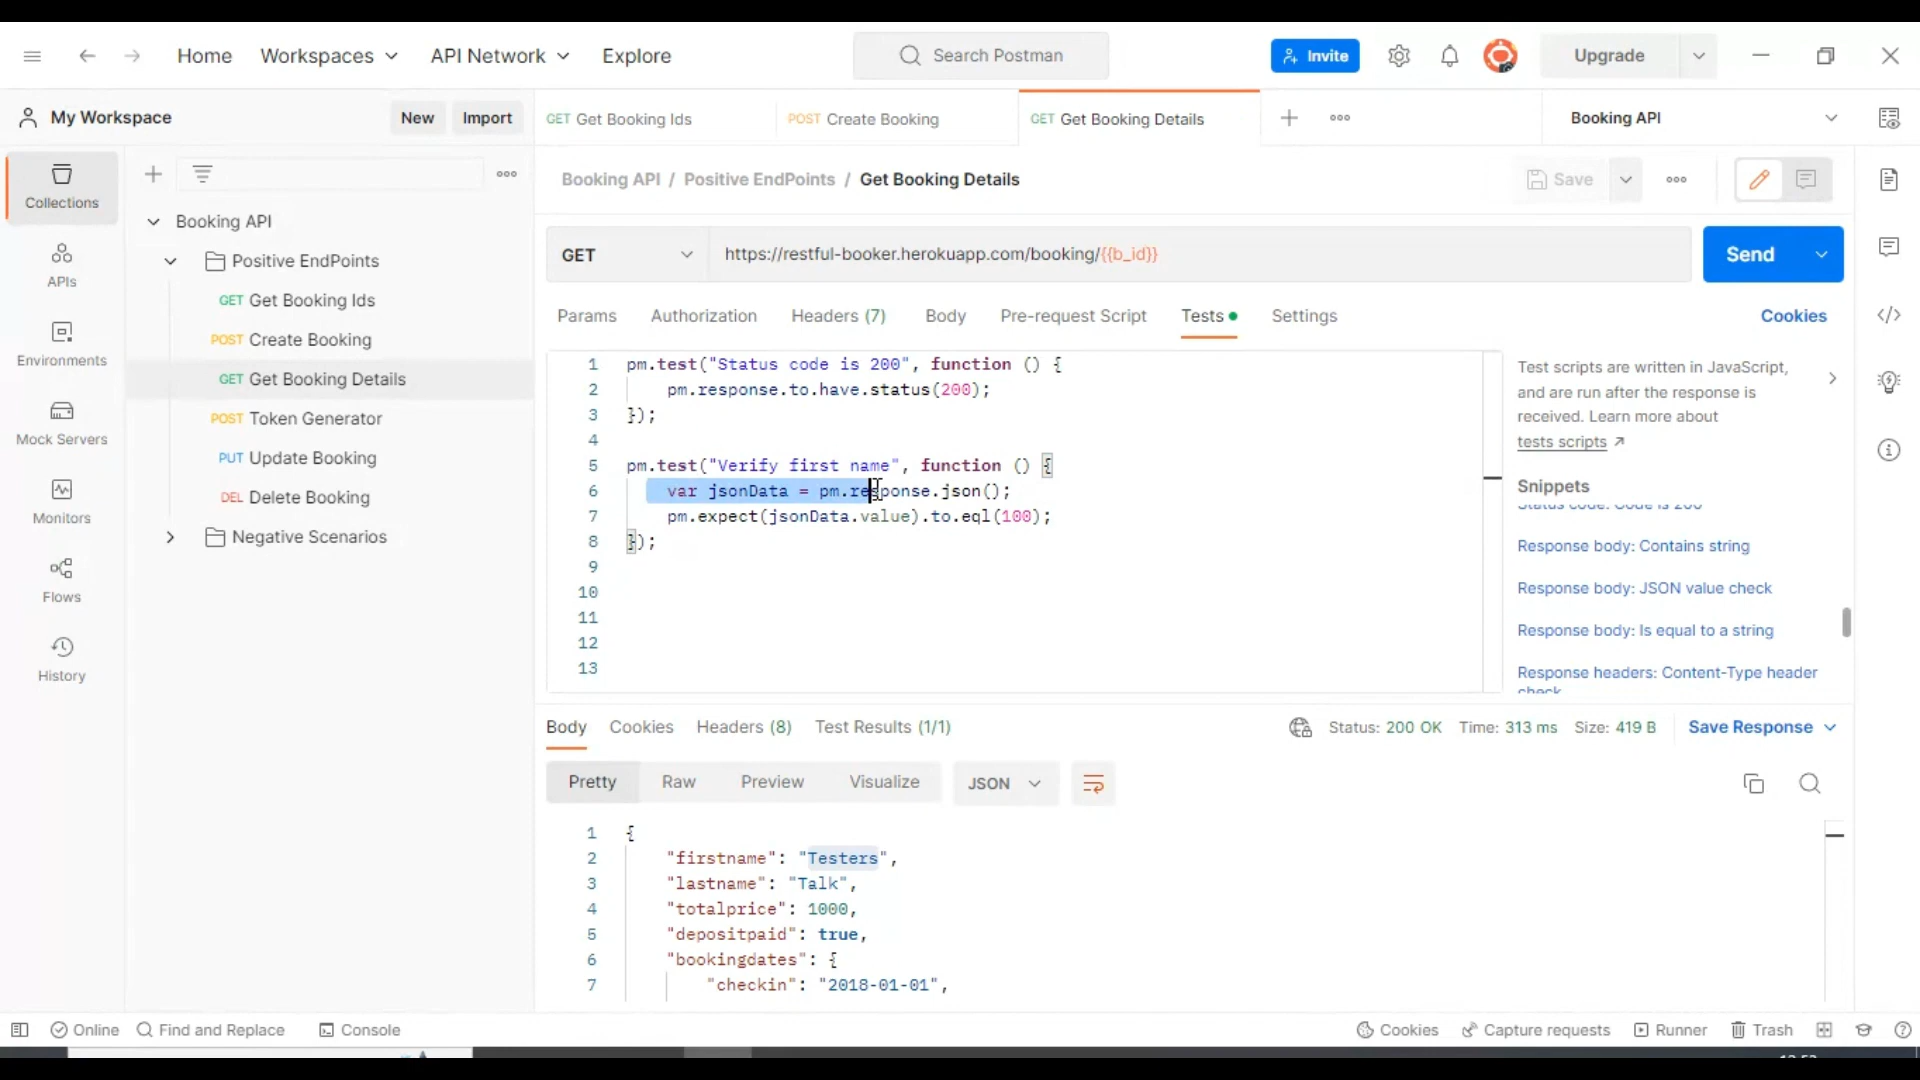 Home
Workspaces
API Network
Explore
Search Postman
Invite
Upgrade
My Workspace
New
Import
GET Get Booking Ids
POST Create Booking
GET Get Booking Details
Booking API
Collections
APIs
Environments
Mock Servers
Monitors
Flows
History
Booking API
Positive EndPoints
GET Get Booking Ids
POST Create Booking
GET Get Booking Details
POST Token Generator
PUT Update Booking
DEL Delete Booking
Negative Scenarios
Booking API / Positive EndPoints / Get Booking Details
Save
GET
https://restful-booker.herokuapp.com/booking/{{b_id}}
Send
Params
Authorization
Headers (7)
Body
Pre-request Script
Tests
Settings
Cookies
1 pm.test("Status code is 200", function () {
2 pm.response.to.have.status(200);
3 });
4
5 pm.test("Verify first name", function () {
6 var jsonData = pm.response.json();
7 pm.expect(jsonData.value).to.eql(100);
8 });
9
10
11
12
13
Test scripts are written in JavaScript,
and are run after the response is
received. Learn more about
tests scripts
Snippets
Status code: Code is 200
Response body: Contains string
Response body: JSON value check
Response body: Is equal to a string
Response headers: Content-Type header
check
Body
Cookies
Headers (8)
Test Results (1/1)
Status: 200 OK
Time: 313 ms
Size: 419 B
Save Response
Pretty
Raw
Preview
Visualize
JSON
1 {
2 "firstname": "Testers",
3 "lastname": "Talk",
4 "totalprice": 1000,
5 "depositpaid": true,
6 "bookingdates": {
7 "checkin": "2018-01-01",
Online
Find and Replace
Console
Cookies
Capture requests
Runner
Trash